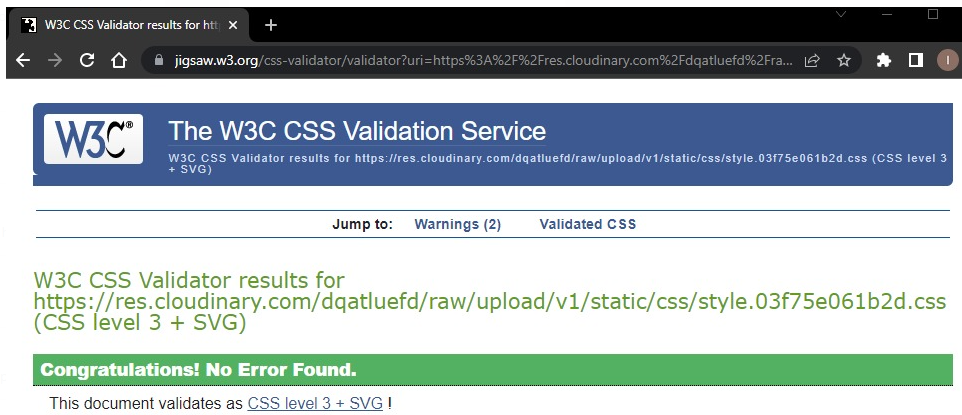 W3C CSS Validator results for htt
jigsaw.w3.org/css-validator/validator?uri=https%3A%2F%2Fres.cloudinary.com%2Fdqatluefd%2Fra...
I
W3C®
The W3C CSS Validation Service
W3C CSS Validator results for https://res.cloudinary.com/dqatluefd/raw/upload/v1/static/css/style.03f75e061b2d.css (CSS level 3
+ SVG)
Jump to: Warnings (2) Validated CSS
W3C CSS Validator results for
https://res.cloudinary.com/dqatluefd/raw/upload/v1/static/css/style.03f75e061b2d.css
(CSS level 3 + SVG)
Congratulations! No Error Found.
This document validates as CSS level 3 + SVG !